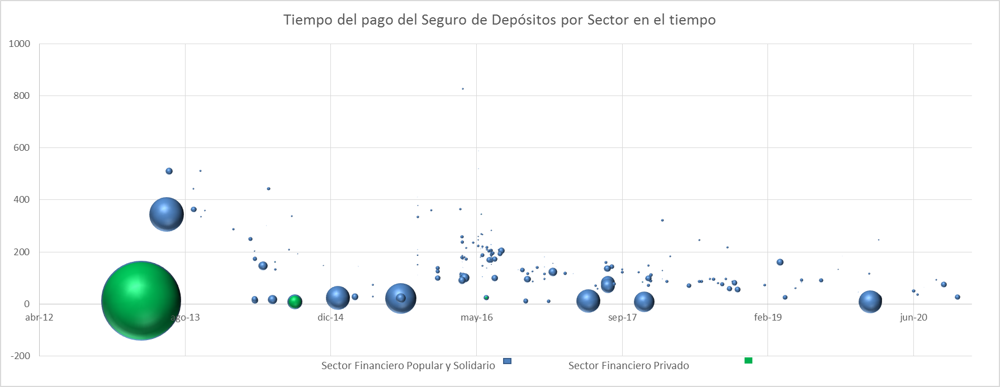 Tiempo del pago del Seguro de Depósitos por Sector en el tiempo
1000
800
600
400
200
0
-200
abr-12 ago-13 dic-14 may-16 sep-17 feb-19 jun-20
Sector Financiero Popular y Solidario Sector Financiero Privado